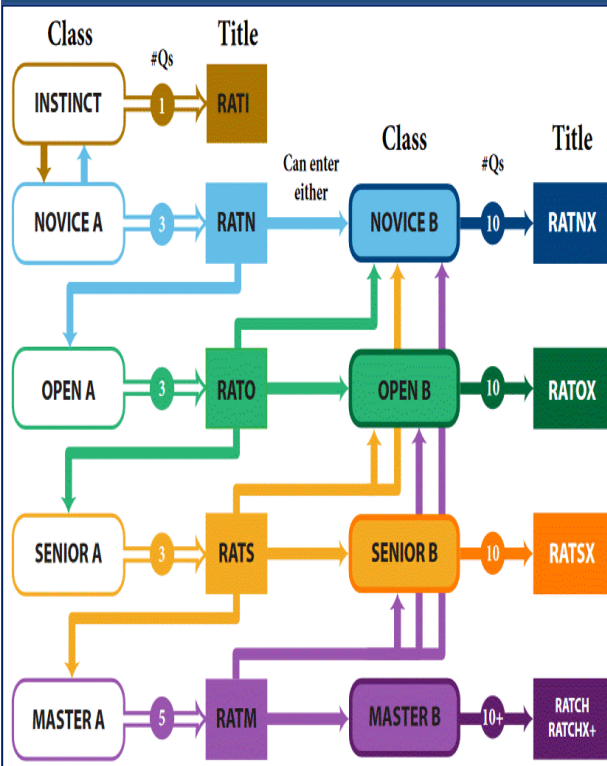 Class
#Qs
Title
INSTINCT
1
RATI
Can enter
either
Class
#Qs
Title
NOVICE A
3
RATN
NOVICE B
10
RATNX
OPEN A
3
RATO
OPEN B
10
RATOX
SENIOR A
3
RATS
SENIOR B
10
RATSX
MASTER A
5
RATM
MASTER B
10+
RATCH
RATCHX+